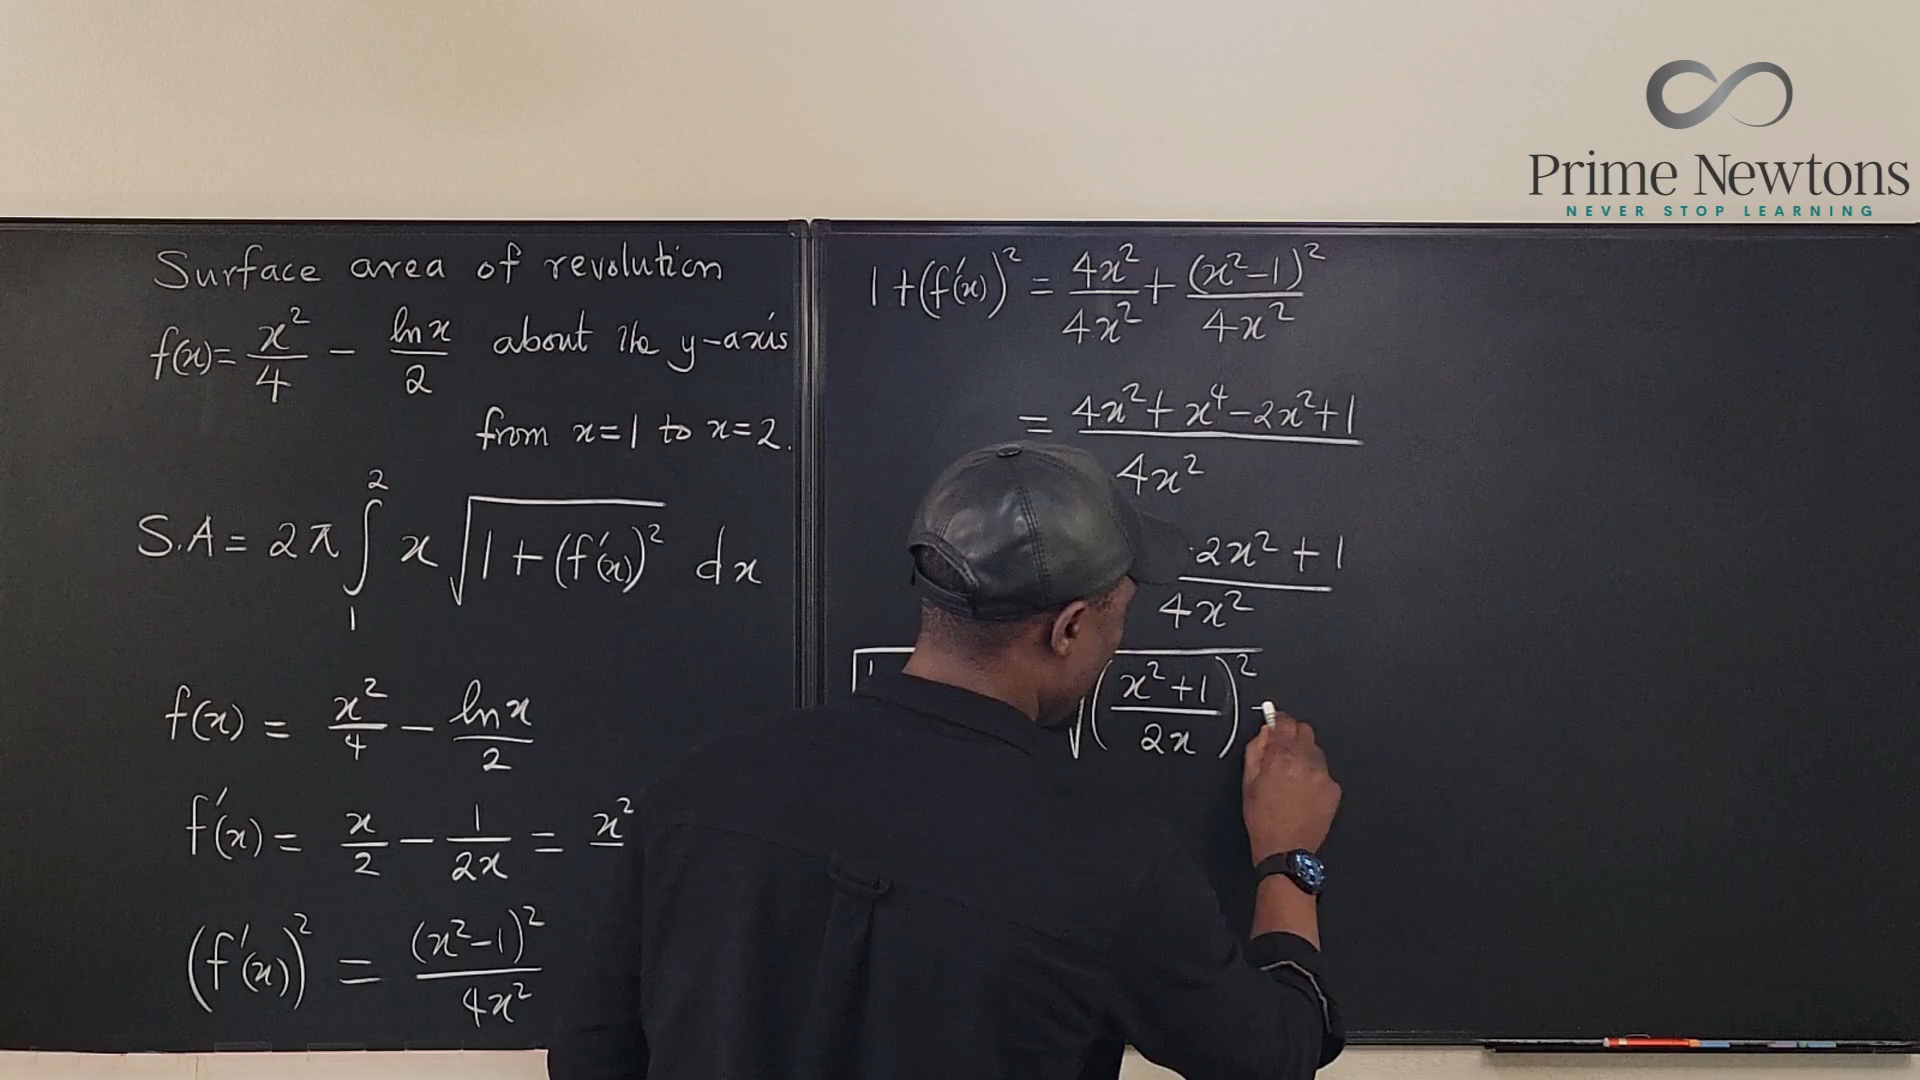 Prime Newtons
NEVER STOP LEARNING
Surface area of revolution
f(x)= x²/4 − ln x/2 about the y-axis
from x=1 to x=2.
S.A = 2π ∫₁² x √(1+(f'(x))²) dx
f(x) = x²/4 − ln x/2
f'(x) = x/2 − 1/2x = x²
(f'(x))² = (x²−1)²/4x²
1+(f'(x))² = 4x²/4x² + (x²−1)²/4x²
= 4x²+x⁴−2x²+1/4x²
2x²+1/4x²
√((x²+1)/2x)²